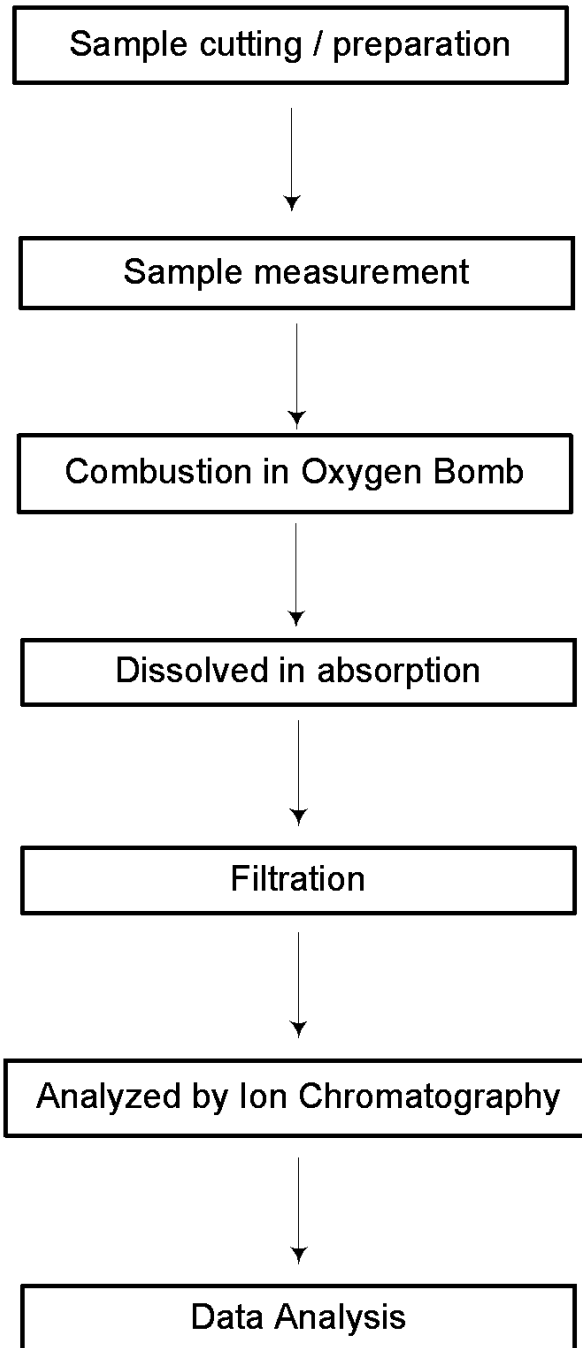 Sample cutting / preparation
Sample measurement
Combustion in Oxygen Bomb
Dissolved in absorption
Filtration
Analyzed by Ion Chromatography
Data Analysis